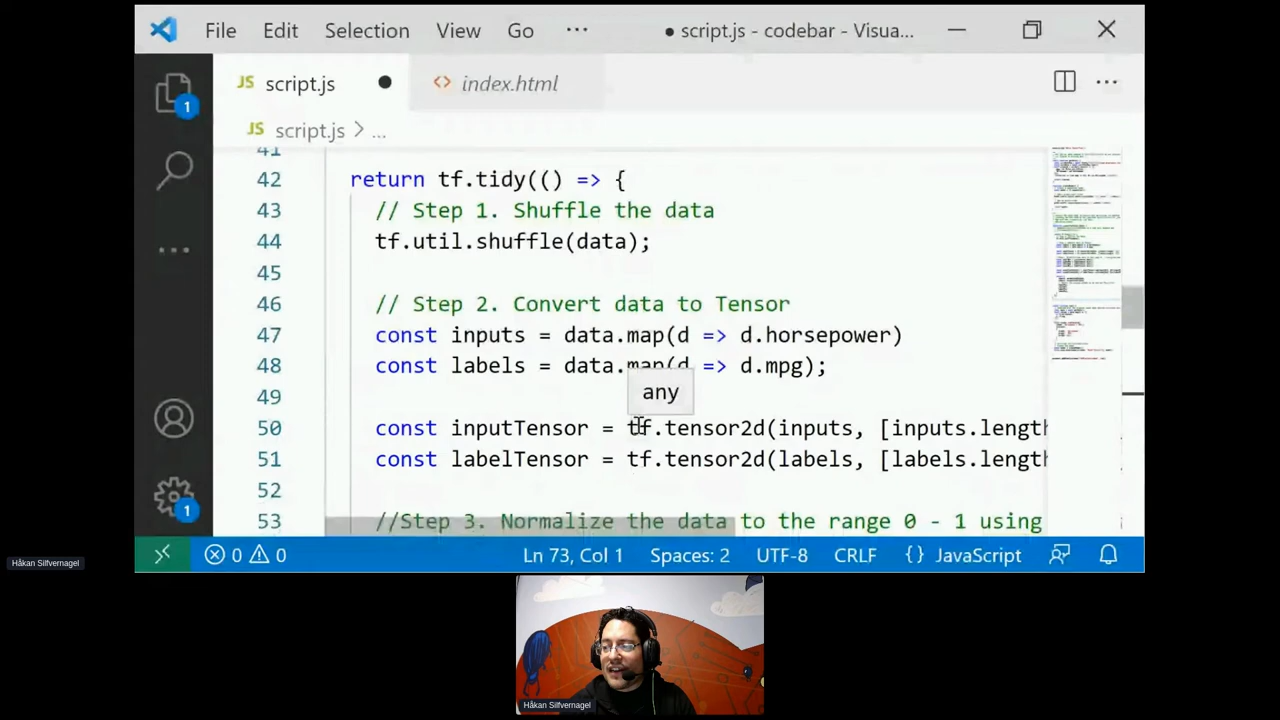 File Edit Selection View Go ··· ● script.js - codebar - Visua...
JS script.js ● <> index.html ···
1
JS script.js > ...
41
42 return tf.tidy(() => {
43 // Step 1. Shuffle the data
44 tf.util.shuffle(data);
45
46 // Step 2. Convert data to Tensor
47 const inputs = data.map(d => d.horsepower)
48 const labels = data.map(d => d.mpg);
any
49
50 const inputTensor = tf.tensor2d(inputs, [inputs.length
51 const labelTensor = tf.tensor2d(labels, [labels.length
52
53 //Step 3. Normalize the data to the range 0 - 1 using
1
0 0 Ln 73, Col 1 Spaces: 2 UTF-8 CRLF {} JavaScript
Håkan Silfvernagel
Håkan Silfvernagel